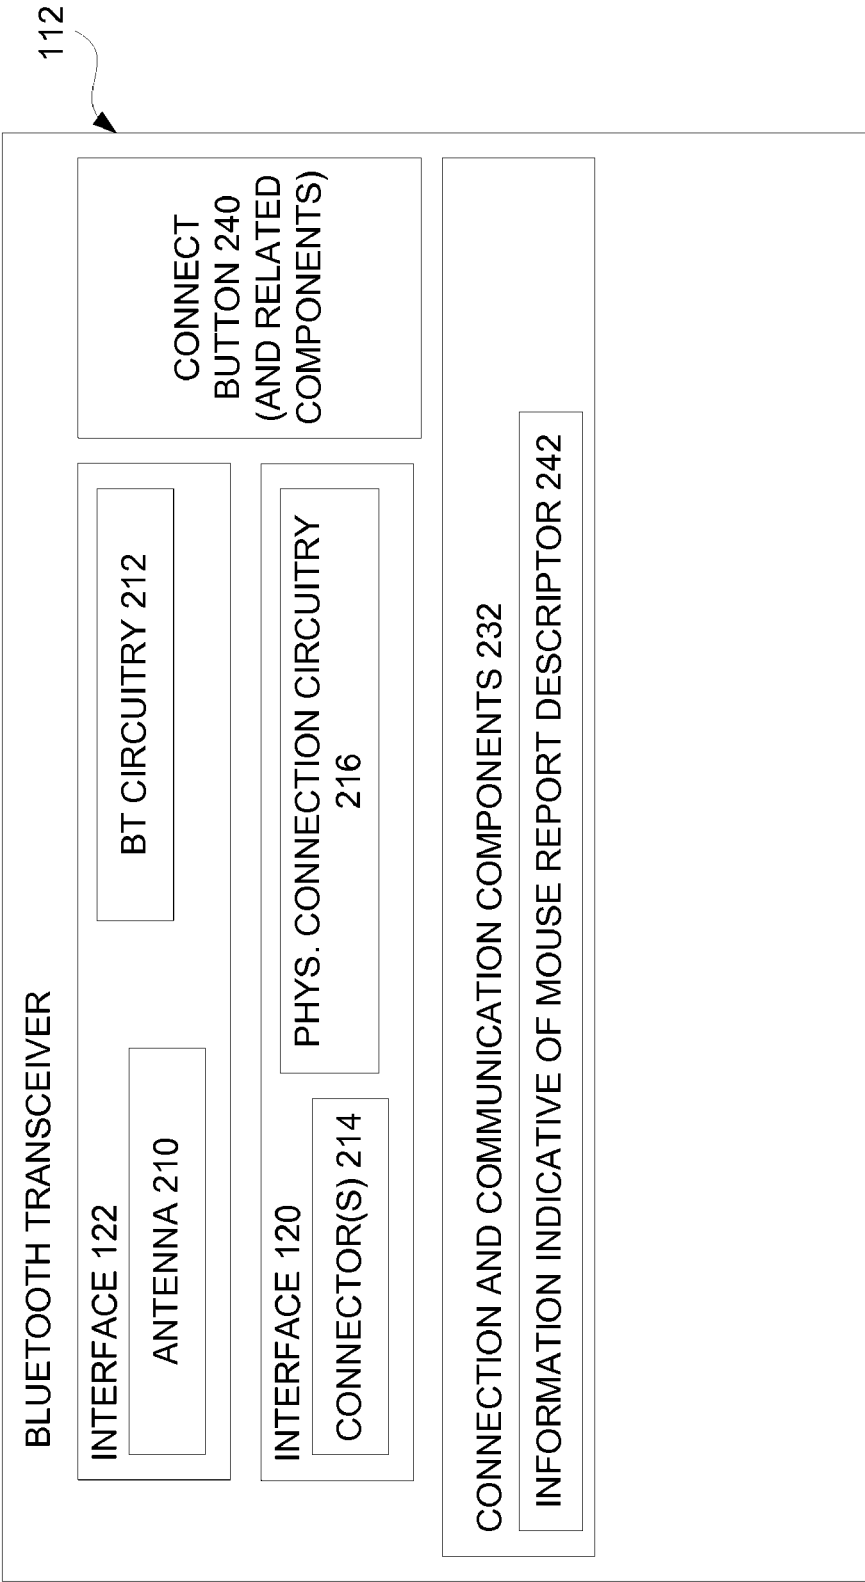 112
BLUETOOTH TRANSCEIVER
INTERFACE 122
ANTENNA 210
BT CIRCUITRY 212
INTERFACE 120
CONNECTOR(S) 214
PHYS. CONNECTION CIRCUITRY
216
CONNECT
BUTTON 240
(AND RELATED
COMPONENTS)
CONNECTION AND COMMUNICATION COMPONENTS 232
INFORMATION INDICATIVE OF MOUSE REPORT DESCRIPTOR 242